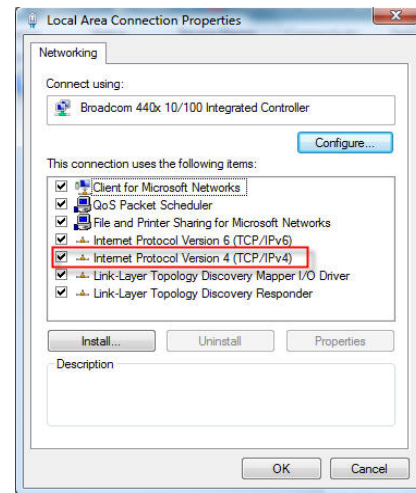 Local Area Connection Properties
Networking
Connect using:
Broadcom 440x 10/100 Integrated Controller
Configure...
This connection uses the following items:
Client for Microsoft Networks
QoS Packet Scheduler
File and Printer Sharing for Microsoft Networks
Internet Protocol Version 6 (TCP/IPv6)
Internet Protocol Version 4 (TCP/IPv4)
Link-Layer Topology Discovery Mapper I/O Driver
Link-Layer Topology Discovery Responder
Install... Uninstall Properties
Description
OK Cancel